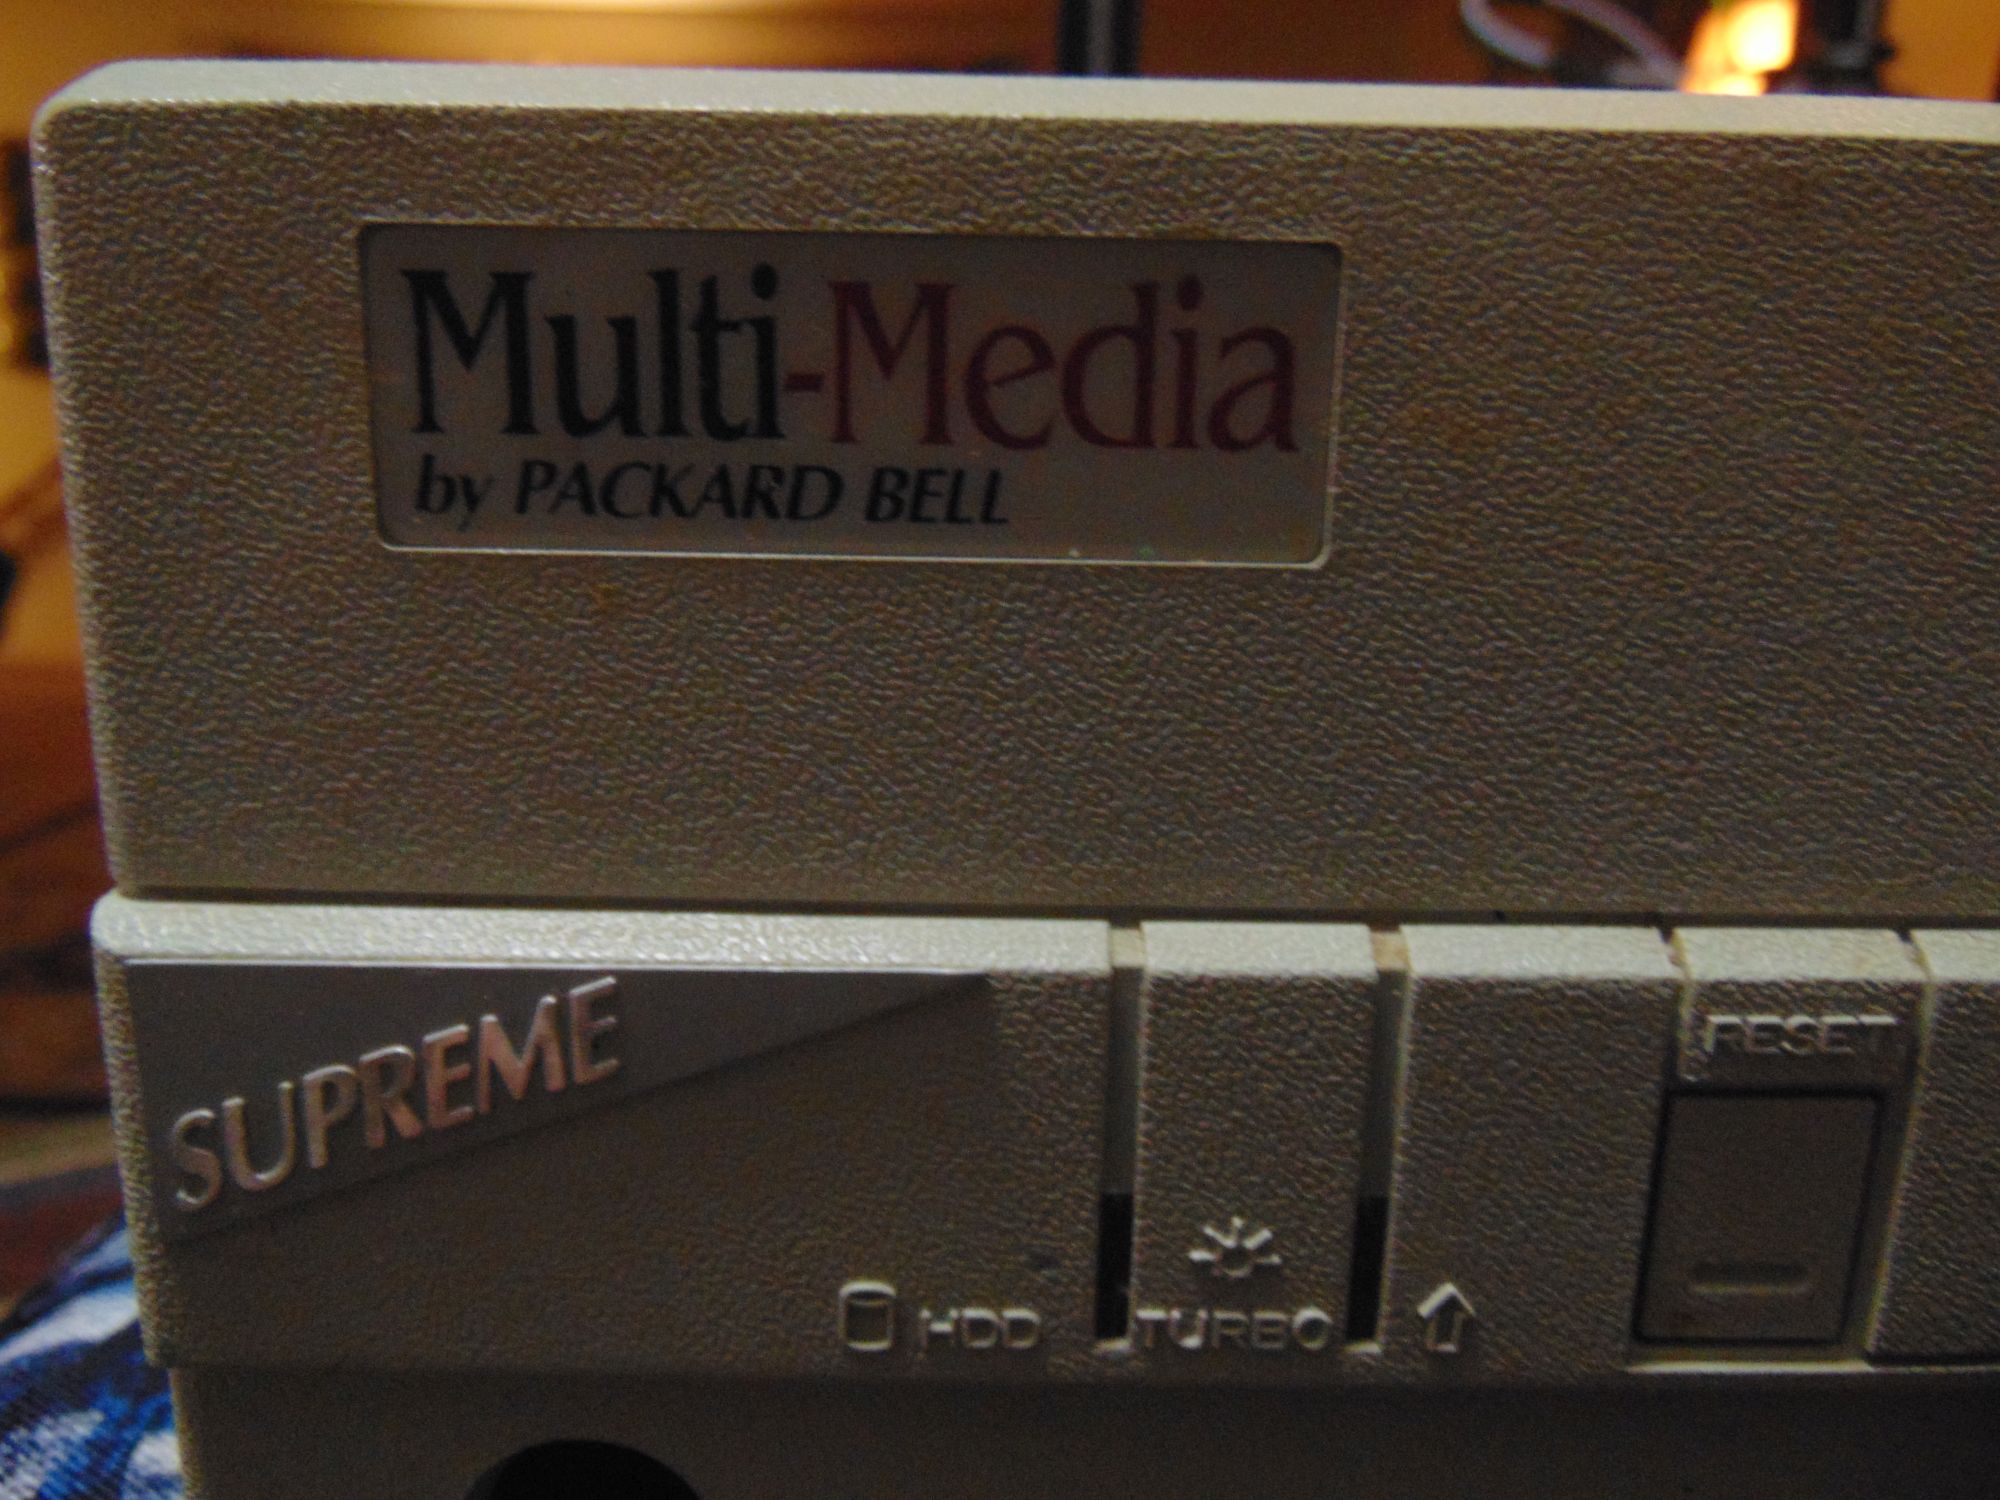 Multi-Media
by PACKARD BELL
SUPREME
RESET
HDD
TURBO